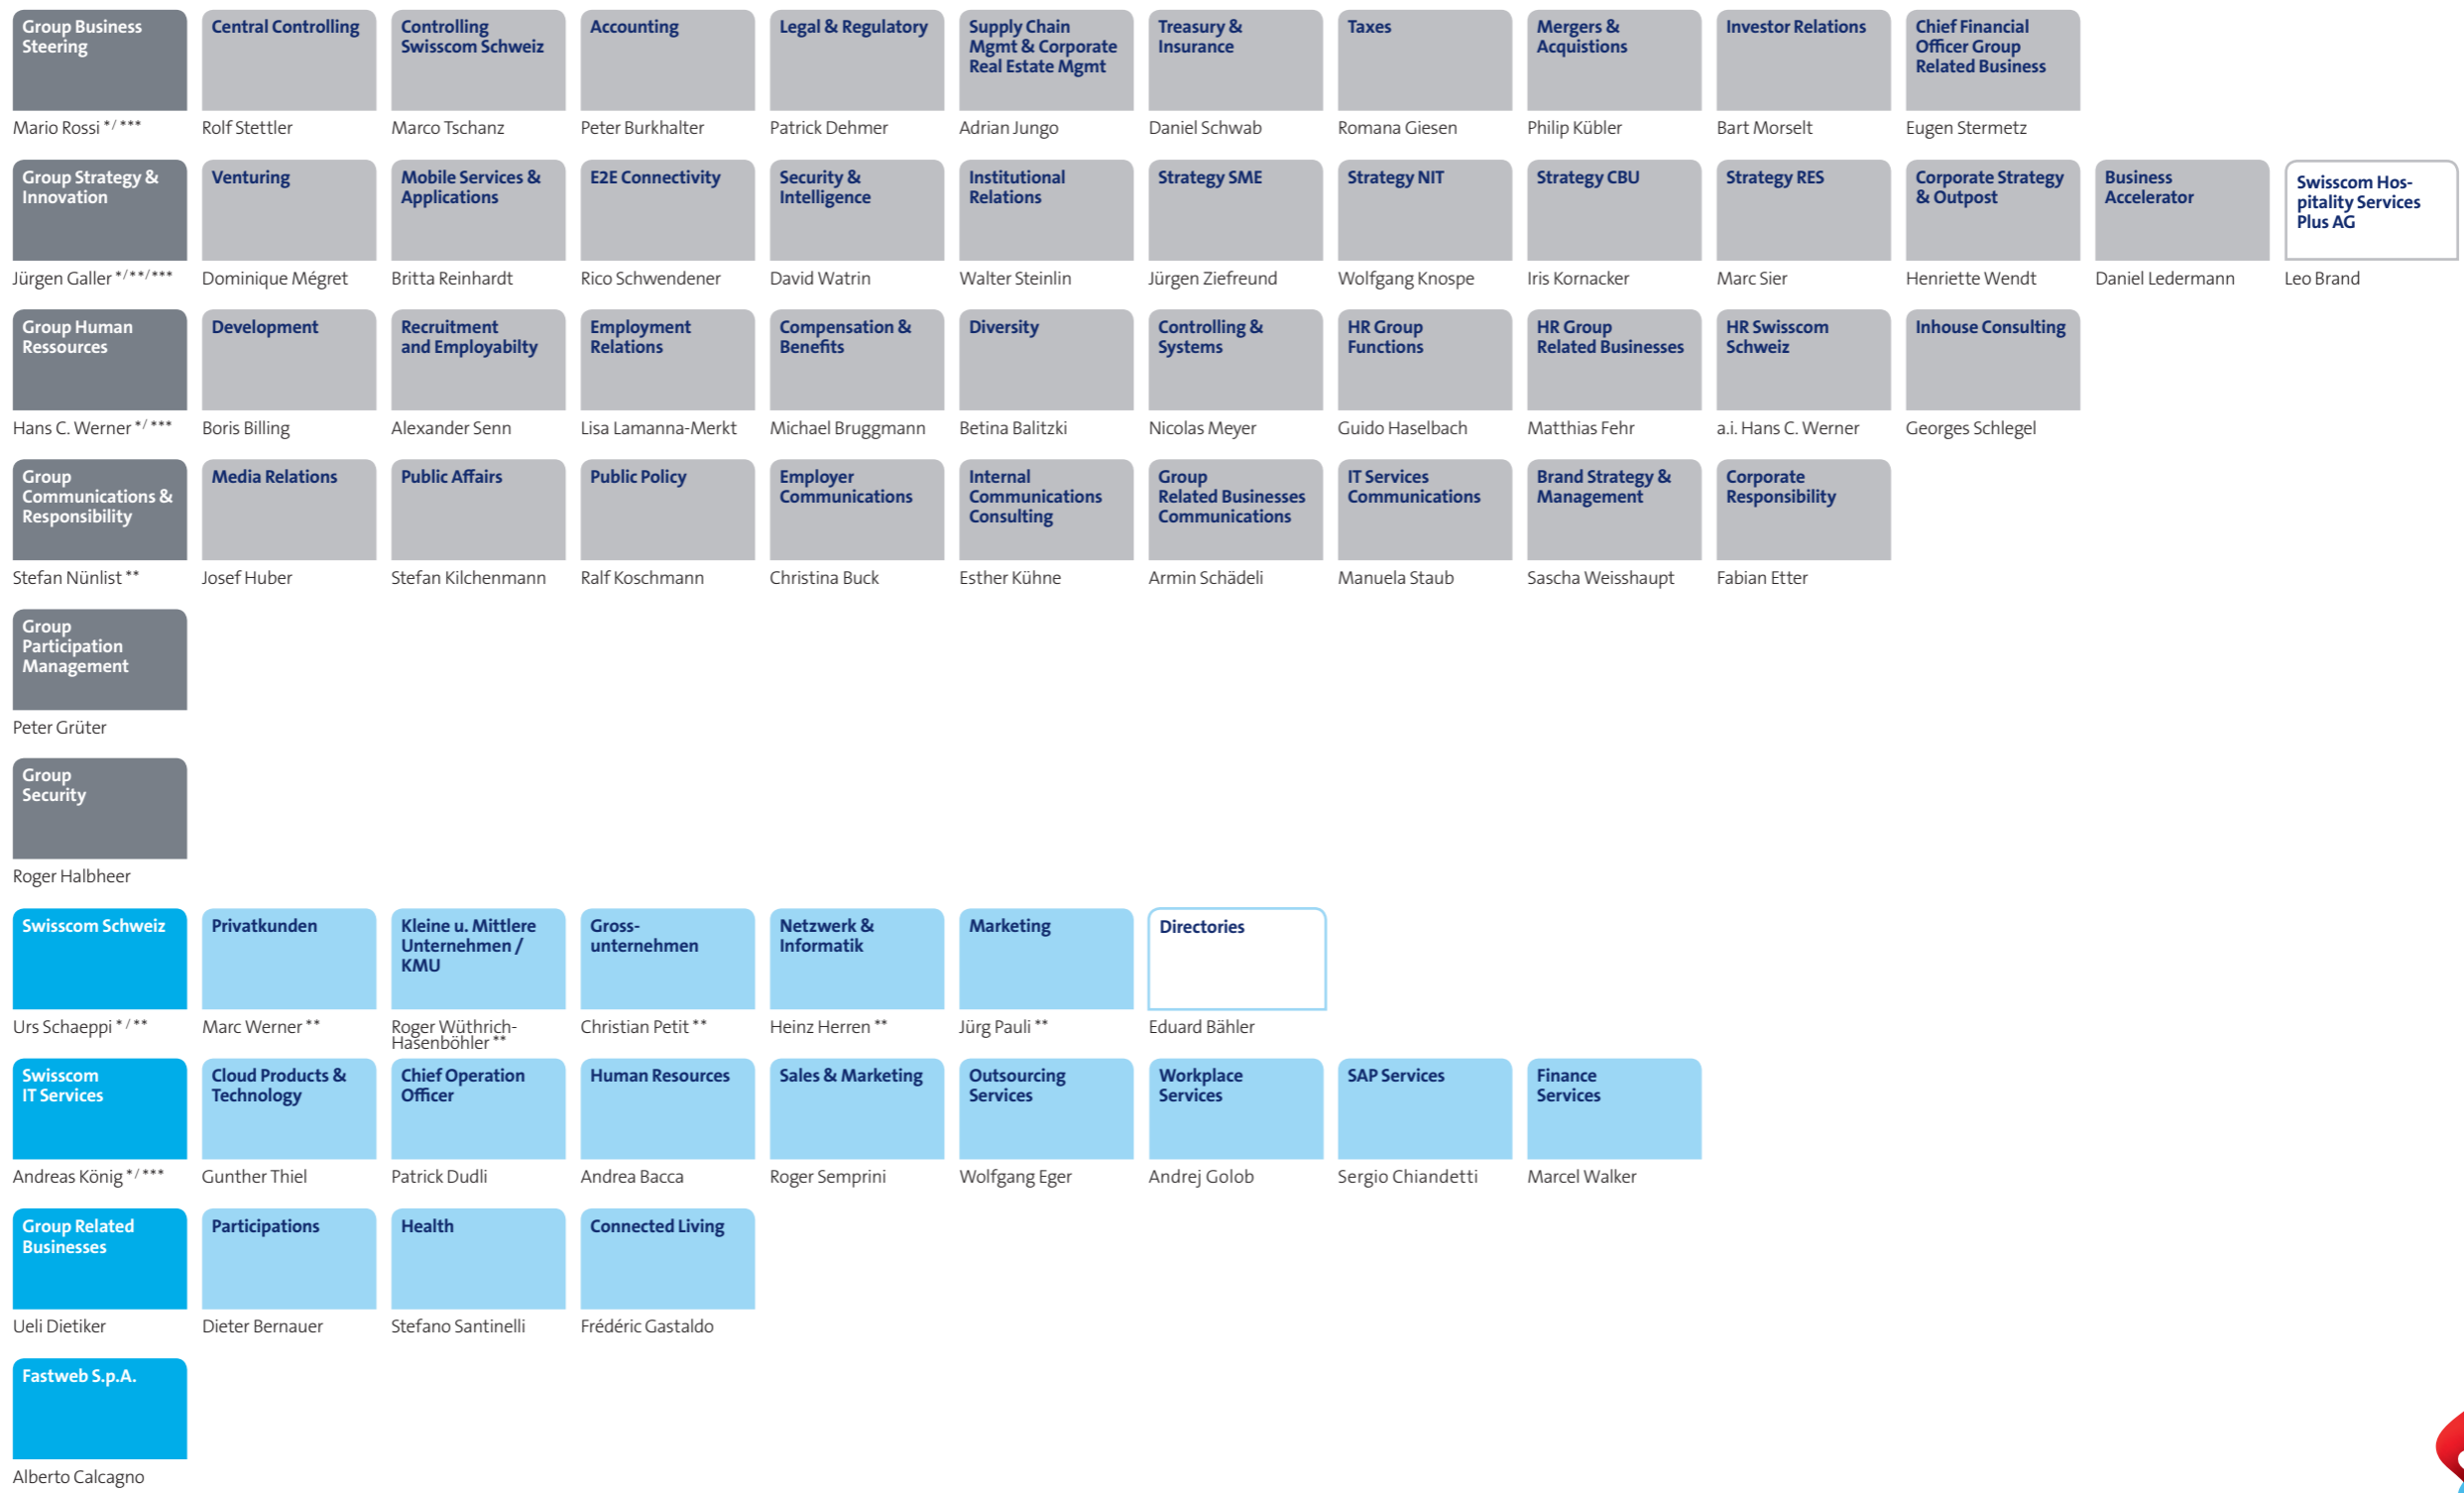 Group Business
Steering
Central Controlling
Controlling
Swisscom Schweiz
Accounting
Legal & Regulatory
Supply Chain
Mgmt & Corporate
Real Estate Mgmt
Treasury &
Insurance
Taxes
Mergers &
Acquistions
Investor Relations
Chief Financial
Officer Group
Related Business
Mario Rossi */ ***
Rolf Stettler
Marco Tschanz
Peter Burkhalter
Patrick Dehmer
Adrian Jungo
Daniel Schwab
Romana Giesen
Philip Kübler
Bart Morselt
Eugen Stermetz
Group Strategy &
Innovation
Venturing
Mobile Services &
Applications
E2E Connectivity
Security &
Intelligence
Institutional
Relations
Strategy SME
Strategy NIT
Strategy CBU
Strategy RES
Corporate Strategy
& Outpost
Business
Accelerator
Swisscom Hos-
pitality Services
Plus AG
Jürgen Galler */**/***
Dominique Mégret
Britta Reinhardt
Rico Schwendener
David Watrin
Walter Steinlin
Jürgen Ziefreund
Wolfgang Knospe
Iris Kornacker
Marc Sier
Henriette Wendt
Daniel Ledermann
Leo Brand
Group Human
Ressources
Development
Recruitment
and Employabilty
Employment
Relations
Compensation &
Benefits
Diversity
Controlling &
Systems
HR Group
Functions
HR Group
Related Businesses
HR Swisscom
Schweiz
Inhouse Consulting
Hans C. Werner */ ***
Boris Billing
Alexander Senn
Lisa Lamanna-Merkt
Michael Bruggmann
Betina Balitzki
Nicolas Meyer
Guido Haselbach
Matthias Fehr
a.i. Hans C. Werner
Georges Schlegel
Group
Communications &
Responsibility
Media Relations
Public Affairs
Public Policy
Employer
Communications
Internal
Communications
Consulting
Group
Related Businesses
Communications
IT Services
Communications
Brand Strategy &
Management
Corporate
Responsibility
Stefan Nünlist **
Josef Huber
Stefan Kilchenmann
Ralf Koschmann
Christina Buck
Esther Kühne
Armin Schädeli
Manuela Staub
Sascha Weisshaupt
Fabian Etter
Group
Participation
Management
Peter Grüter
Group
Security
Roger Halbheer
Swisscom Schweiz
Privatkunden
Kleine u. Mittlere
Unternehmen /
KMU
Gross-
unternehmen
Netzwerk &
Informatik
Marketing
Directories
Urs Schaeppi * / **
Marc Werner **
Roger Wüthrich-
Hasenböhler **
Christian Petit **
Heinz Herren **
Jürg Pauli **
Eduard Bähler
Swisscom
IT Services
Cloud Products &
Technology
Chief Operation
Officer
Human Resources
Sales & Marketing
Outsourcing
Services
Workplace
Services
SAP Services
Finance
Services
Andreas König */ ***
Gunther Thiel
Patrick Dudli
Andrea Bacca
Roger Semprini
Wolfgang Eger
Andrej Golob
Sergio Chiandetti
Marcel Walker
Group Related
Businesses
Participations
Health
Connected Living
Ueli Dietiker
Dieter Bernauer
Stefano Santinelli
Frédéric Gastaldo
Fastweb S.p.A.
Alberto Calcagno